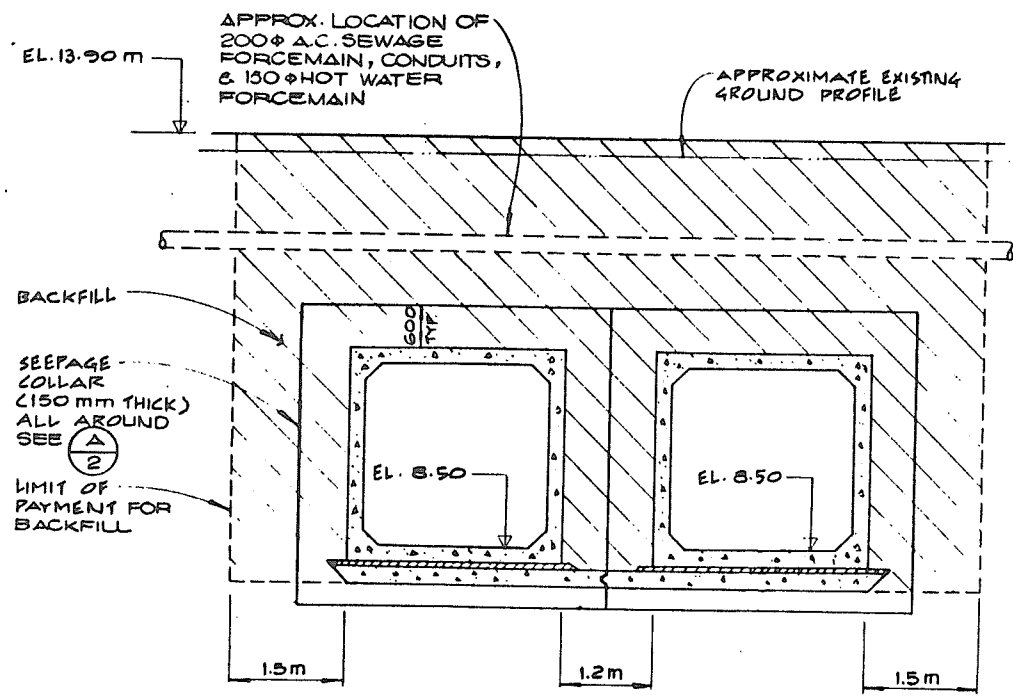 APPROX. LOCATION OF
200⌀ A.C. SEWAGE
FORCEMAIN, CONDUITS,
& 150⌀ HOT WATER
FORCEMAIN
EL. 13.90 m
APPROXIMATE EXISTING
GROUND PROFILE
BACKFILL
600
TYP.
SEEPAGE
COLLAR
(150 mm THICK)
ALL AROUND
SEE A
2
LIMIT OF
PAYMENT FOR
BACKFILL
EL. 8.50
EL. 8.50
1.5m
1.2m
1.5m